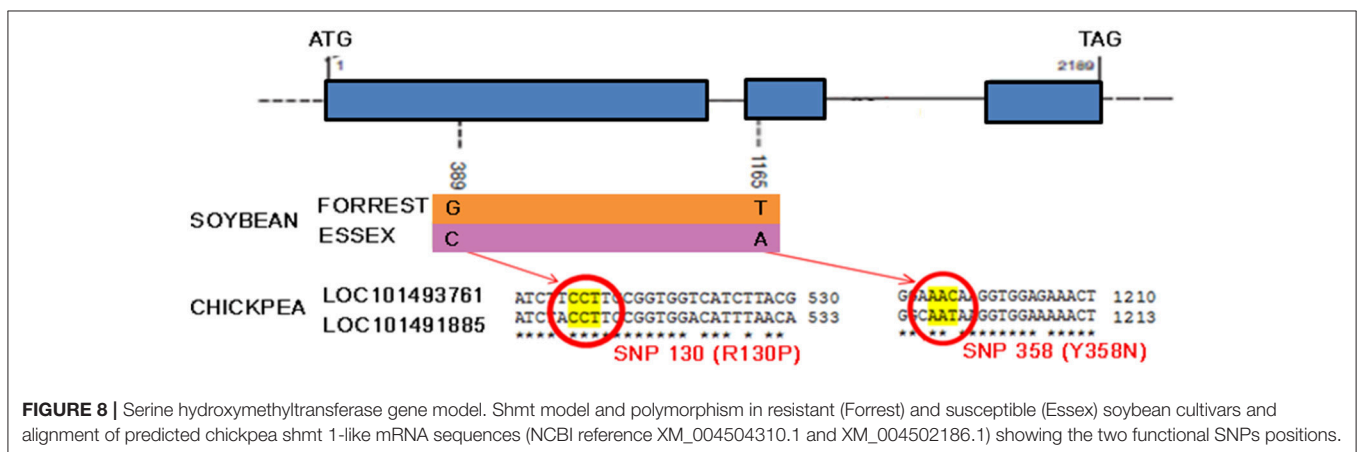 ATG TAG
1 2189
389 1165
SOYBEAN
FORREST G T
ESSEX C A
CHICKPEA
LOC101493761 ATCTTCCTTGCGGTGGTCATCTTACG 530 GGAAACAAGGTGGAGAAACT 1210
LOC101491885 ATCTACCTTGCGGTGGACATTTAACA 533 GGCAATAAGGTGGAAAAACT 1213
SNP 130 (R130P) SNP 358 (Y358N)
FIGURE 8 | Serine hydroxymethyltransferase gene model. Shmt model and polymorphism in resistant (Forrest) and susceptible (Essex) soybean cultivars and
alignment of predicted chickpea shmt 1-like mRNA sequences (NCBI reference XM_004504310.1 and XM_004502186.1) showing the two functional SNPs positions.